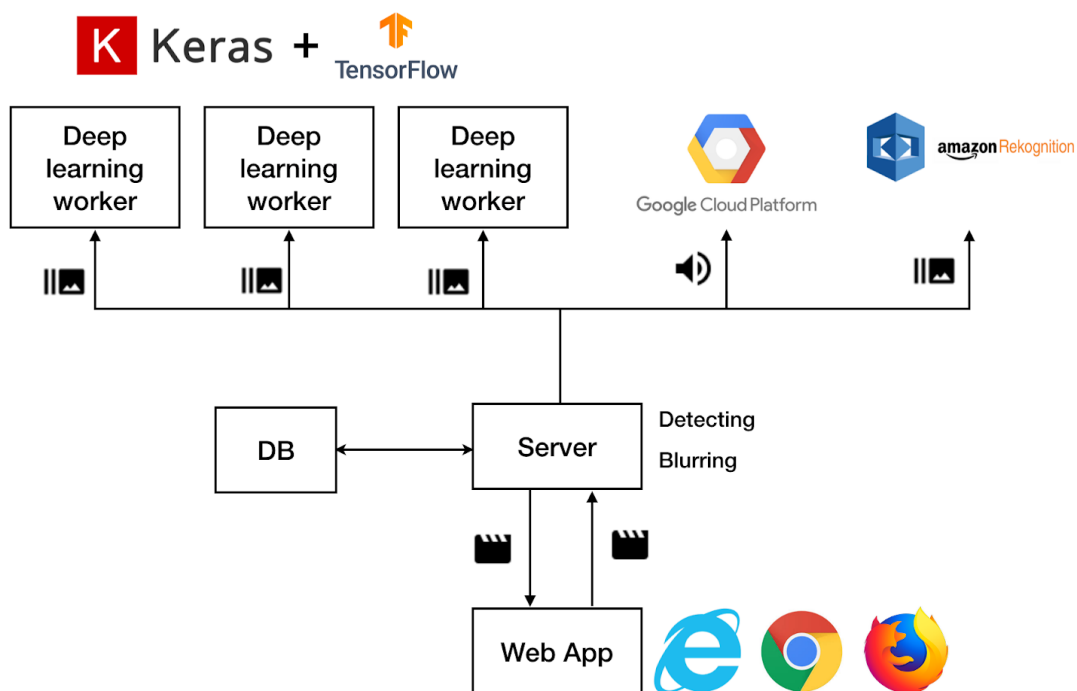 K Keras +
TensorFlow
Deep
learning
worker
Deep
learning
worker
Deep
learning
worker
Google Cloud Platform
amazon Rekognition
DB
Server
Detecting
Blurring
Web App